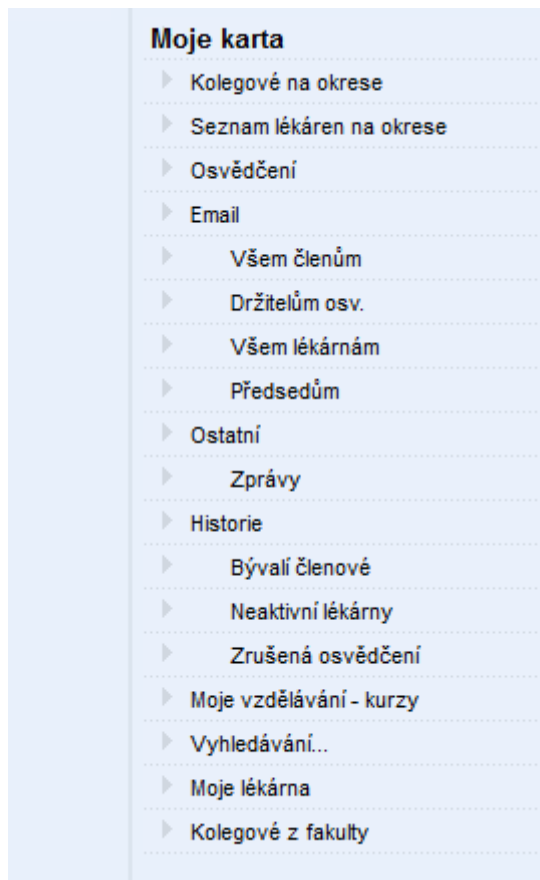 Moje karta
Kolegové na okrese
Seznam lékáren na okrese
Osvědčení
Email
Všem členům
Držitelům osv.
Všem lékárnám
Předsedům
Ostatní
Zprávy
Historie
Bývalí členové
Neaktivní lékárny
Zrušená osvědčení
Moje vzdělávání - kurzy
Vyhledávání...
Moje lékárna
Kolegové z fakulty